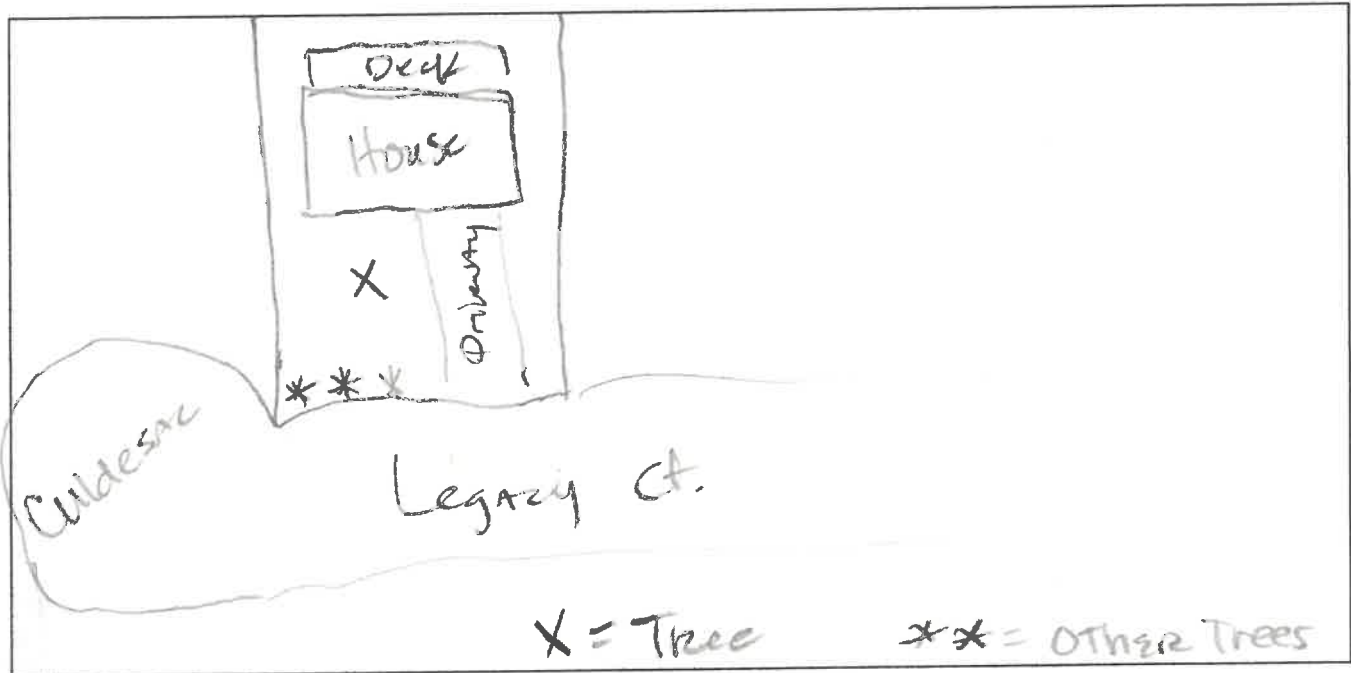 Deck
House
X
Driveway
* * *
Culdesac
Legacy Ct.
X = Tree ** = Other Trees